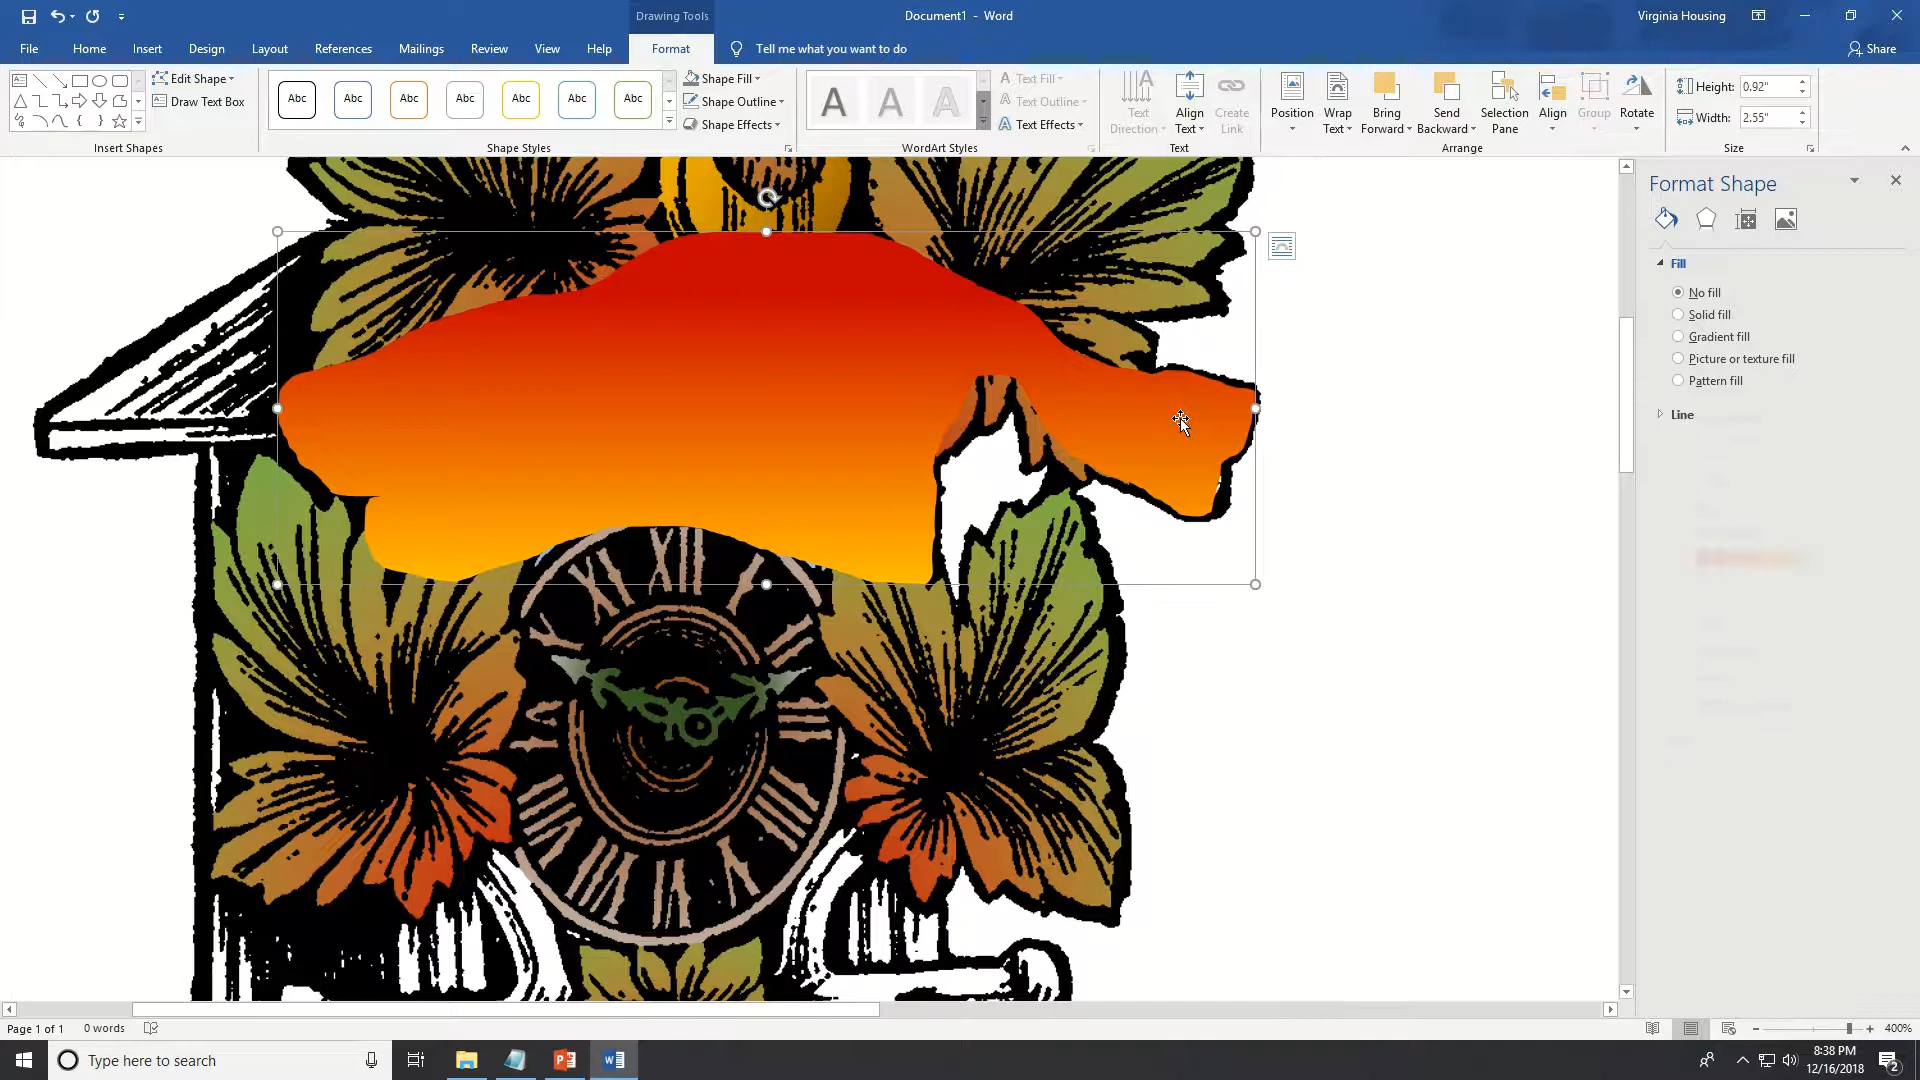 Drawing Tools
Document1 - Word
Virginia Housing
File Home Insert Design Layout References Mailings Review View Help Format Tell me what you want to do Share
Edit Shape
Draw Text Box
Insert Shapes
Abc Abc Abc Abc Abc Abc Abc
Shape Fill
Shape Outline
Shape Effects
Shape Styles
A A A
Text Fill
Text Outline
Text Effects
WordArt Styles
Text Direction
Align Text
Create Link
Text
Position
Wrap Text
Bring Forward
Send Backward
Selection Pane
Align
Group
Rotate
Arrange
Height: 0.92"
Width: 2.55"
Size
Format Shape
Fill
No fill
Solid fill
Gradient fill
Picture or texture fill
Pattern fill
Line
XII
Page 1 of 1 0 words
400%
Type here to search
8:38 PM
12/16/2018
2